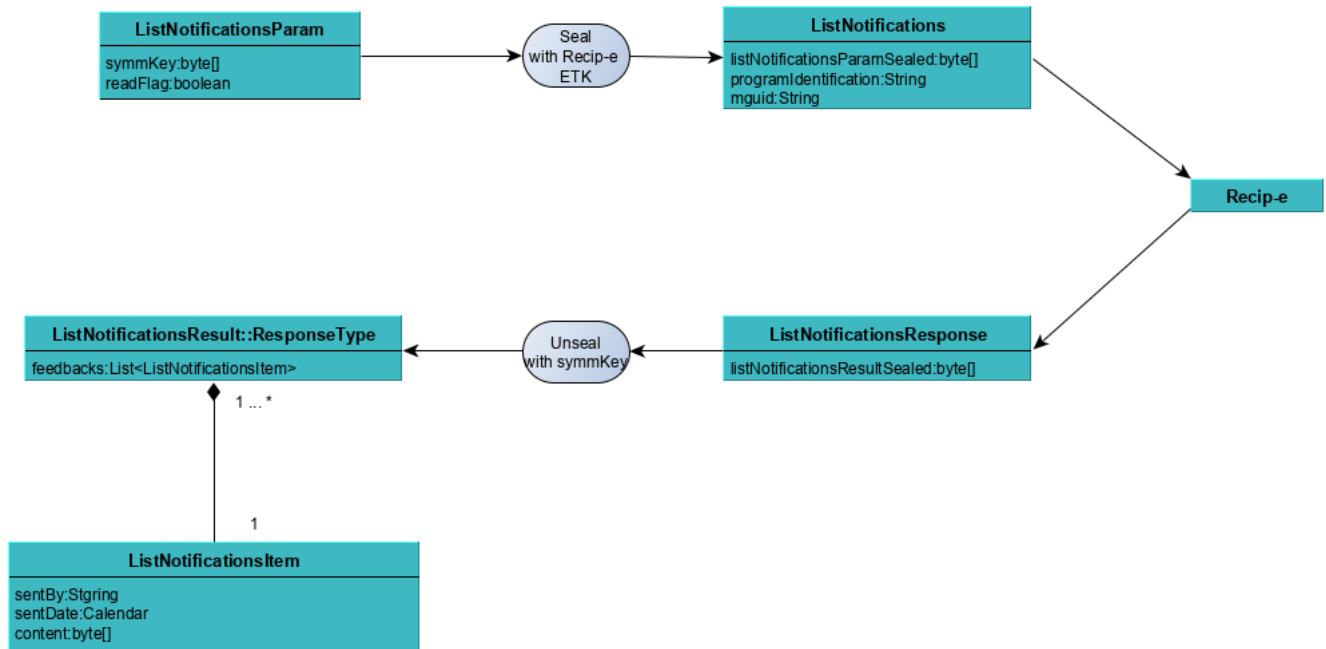 ListNotificationsParam
symmKey:byte[]
readFlag:boolean
Seal
with Recip-e
ETK
ListNotifications
listNotificationsParamSealed:byte[]
programIdentification:String
mguid:String
Recip-e
ListNotificationsResult::ResponseType
feedbacks:List<ListNotificationsItem>
Unseal
with symmKey
ListNotificationsResponse
listNotificationsResultSealed:byte[]
1 ... *
1
ListNotificationsItem
sentBy:Stgring
sentDate:Calendar
content:byte[]